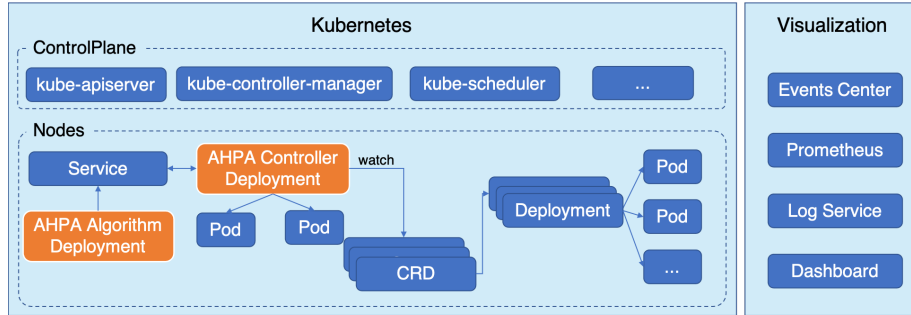 Kubernetes
ControlPlane
kube-apiserver
kube-controller-manager
kube-scheduler
...
Nodes
Service
AHPA Controller
Deployment
watch
AHPA Algorithm
Deployment
Pod
Pod
CRD
Deployment
Pod
Pod
...
Visualization
Events Center
Prometheus
Log Service
Dashboard